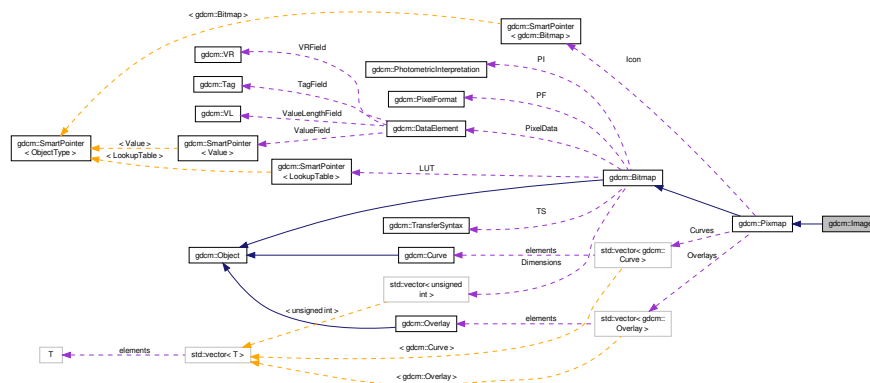 < gdcm::Bitmap >
gdcm::SmartPointer
< gdcm::Bitmap >
VRField
gdcm::VR
Icon
PI
gdcm::PhotometricInterpretation
TagField
gdcm::Tag
PF
gdcm::PixelFormat
ValueLengthField
gdcm::VL
gdcm::DataElement
PixelData
ValueField
< Value >
gdcm::SmartPointer
< ObjectType >
gdcm::SmartPointer
< Value >
< LookupTable >
gdcm::SmartPointer
< LookupTable >
LUT
gdcm::Bitmap
TS
gdcm::TransferSyntax
gdcm::Pixmap
gdcm::Image
Curves
elements
gdcm::Object
gdcm::Curve
std::vector< gdcm::
Curve >
Overlays
Dimensions
std::vector< unsigned
int >
< unsigned int >
gdcm::Overlay
elements
std::vector< gdcm::
Overlay >
< gdcm::Curve >
T
elements
std::vector< T >
< gdcm::Overlay >